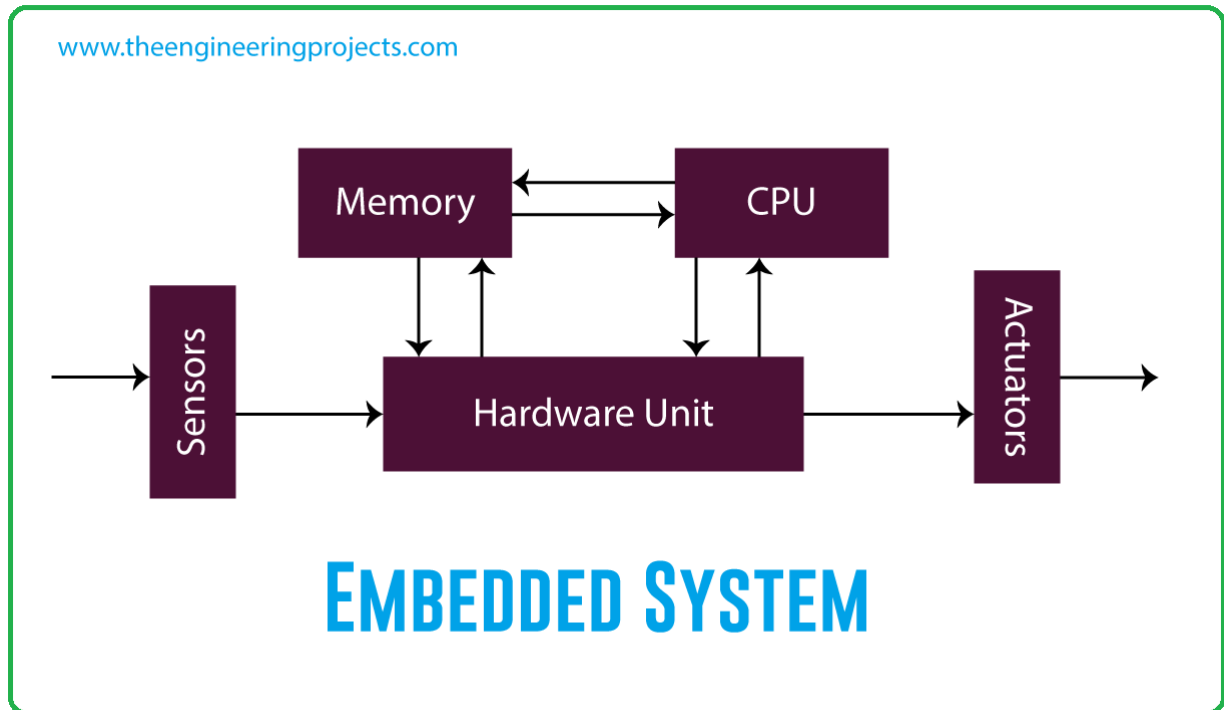 www.theengineeringprojects.com
Memory
CPU
Sensors
Hardware Unit
Actuators
EMBEDDED SYSTEM